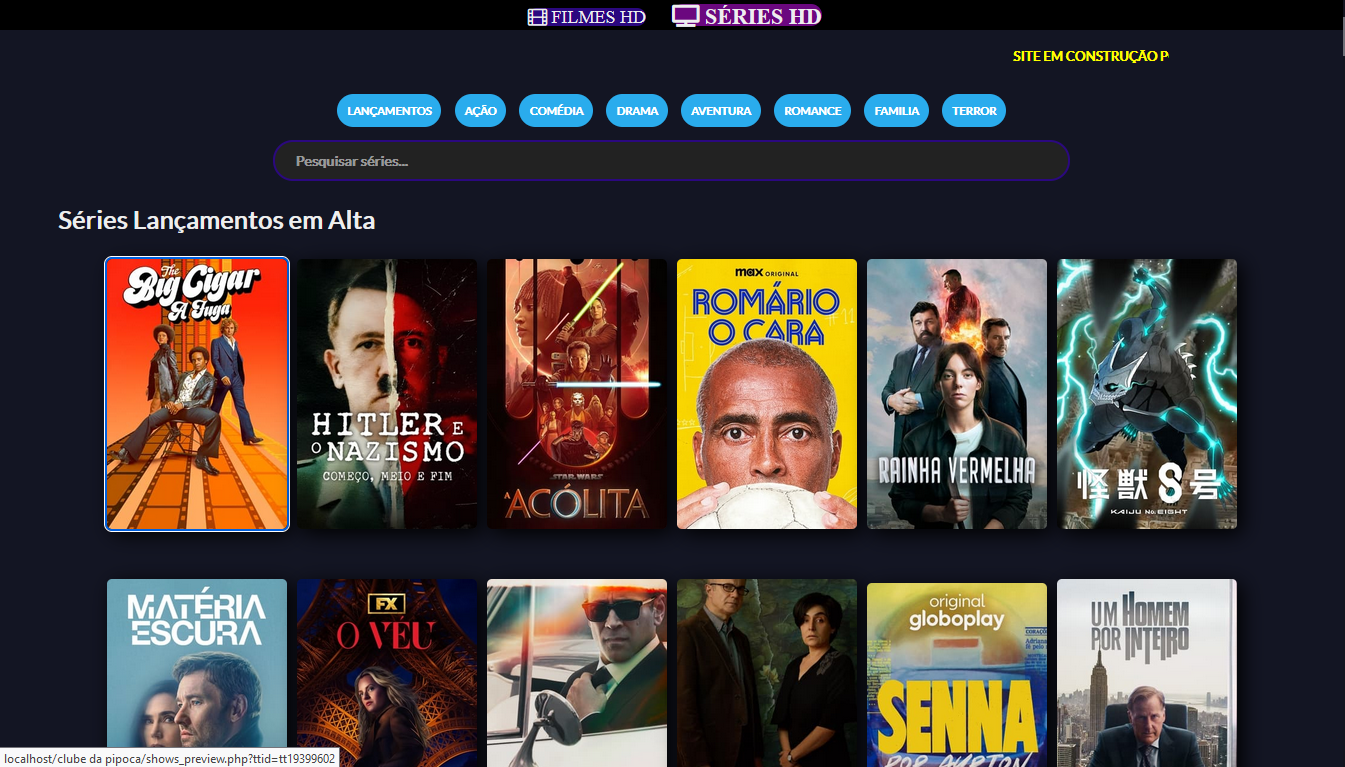 FILMES HD SÉRIES HD
SITE EM CONSTRUÇÃO P
LANÇAMENTOS AÇÃO COMÉDIA DRAMA AVENTURA ROMANCE FAMILIA TERROR
Pesquisar séries...
Séries Lançamentos em Alta
The
Big Cigar
A Fuga
HITLER E
O NAZISMO
COMEÇO, MEIO E FIM
STAR WARS
A ACÓLITA
max ORIGINAL
ROMÁRIO
O CARA
#11
RAINHA VERMELHA
怪獣8号
KAIJU No. EIGHT
MATÉRIA
ESCURA
FX
O VÉU
original
globoplay
SENNA
POR AYRTON
UM HOMEM
POR INTEIRO
localhost/clube da pipoca/shows_preview.php?ttid=tt19399602